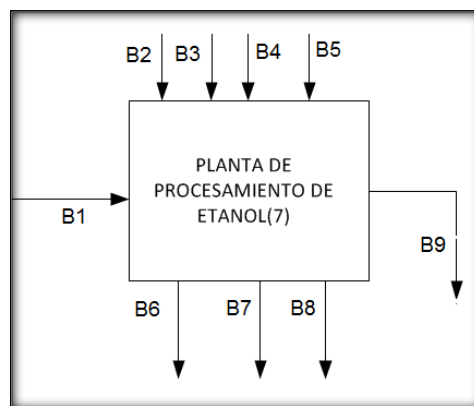 B2 B3 B4 B5
PLANTA DE
PROCESAMIENTO DE
ETANOL(7)
B1
B9
B6 B7 B8